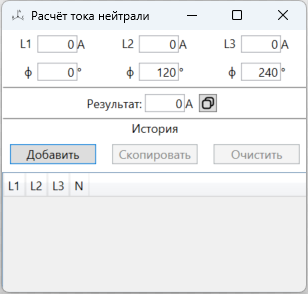 Расчёт тока нейтрали
L1 0 A L2 0 A L3 0 A
ф 0 ° ф 120 ° ф 240 °
Результат: 0 A
История
Добавить Скопировать Очистить
L1 L2 L3 N